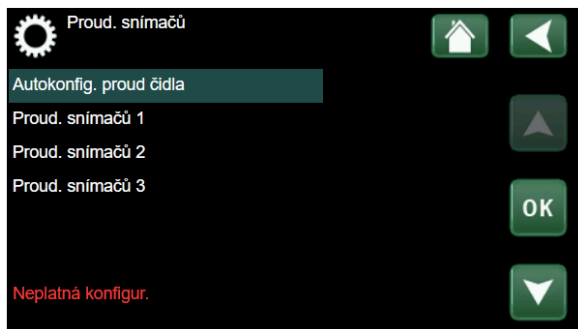 Proud. snímačů
Autokonfig. proud čidla
Proud. snímačů 1
Proud. snímačů 2
Proud. snímačů 3
OK
Neplatná konfigur.